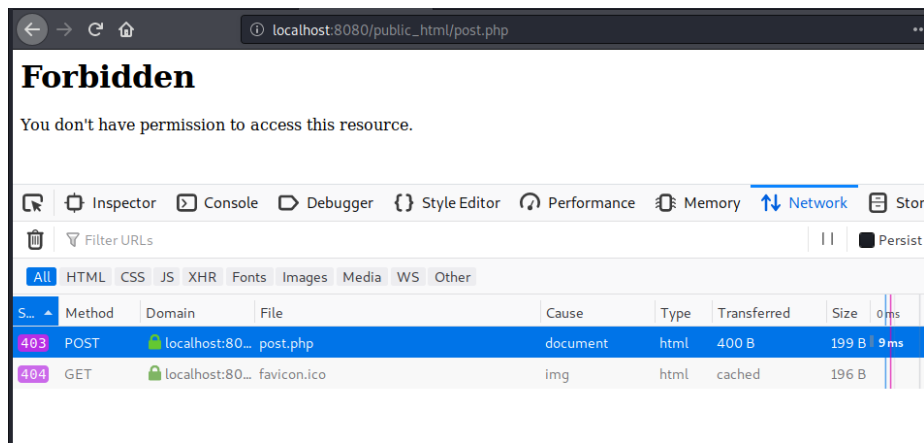 localhost:8080/public_html/post.php
Forbidden
You don't have permission to access this resource.
Inspector Console Debugger {} Style Editor Performance Memory Network Stor
Filter URLs Persist
All HTML CSS JS XHR Fonts Images Media WS Other
S... Method Domain File Cause Type Transferred Size 0 ms
403 POST localhost:80... post.php document html 400 B 199 B 9 ms
404 GET localhost:80... favicon.ico img html cached 196 B